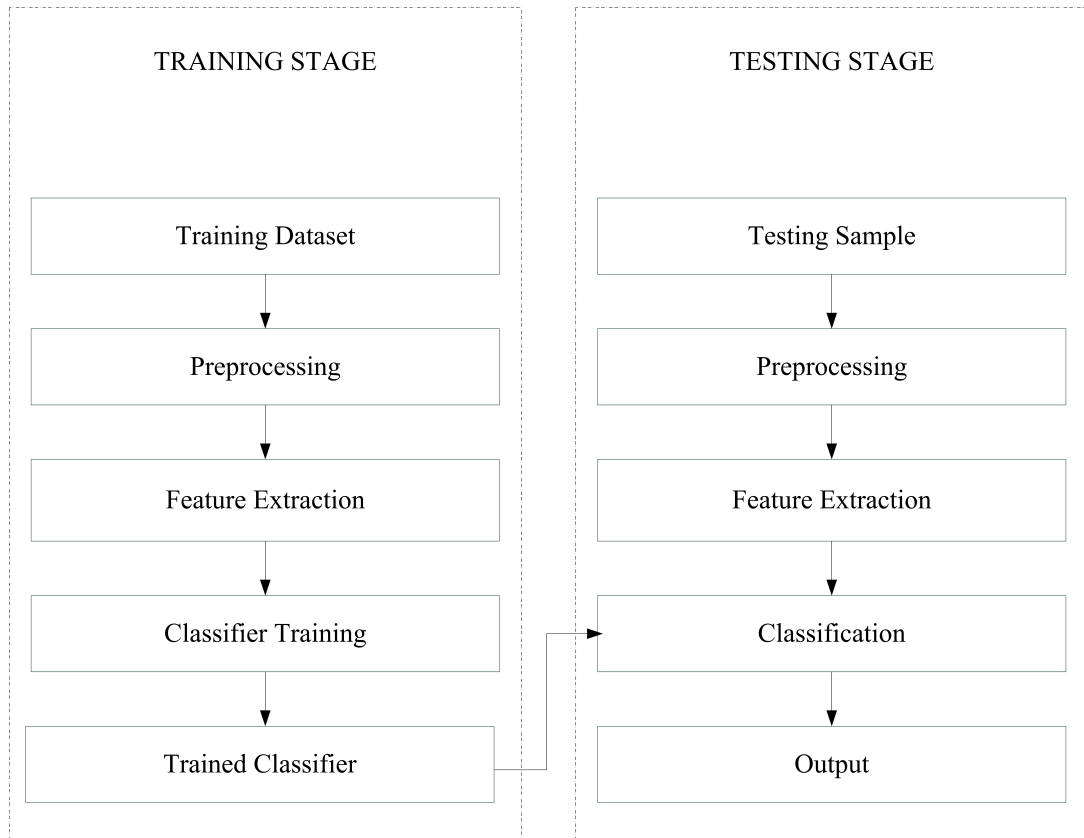 TRAINING STAGE
Training Dataset
Preprocessing
Feature Extraction
Classifier Training
Trained Classifier
TESTING STAGE
Testing Sample
Preprocessing
Feature Extraction
Classification
Output